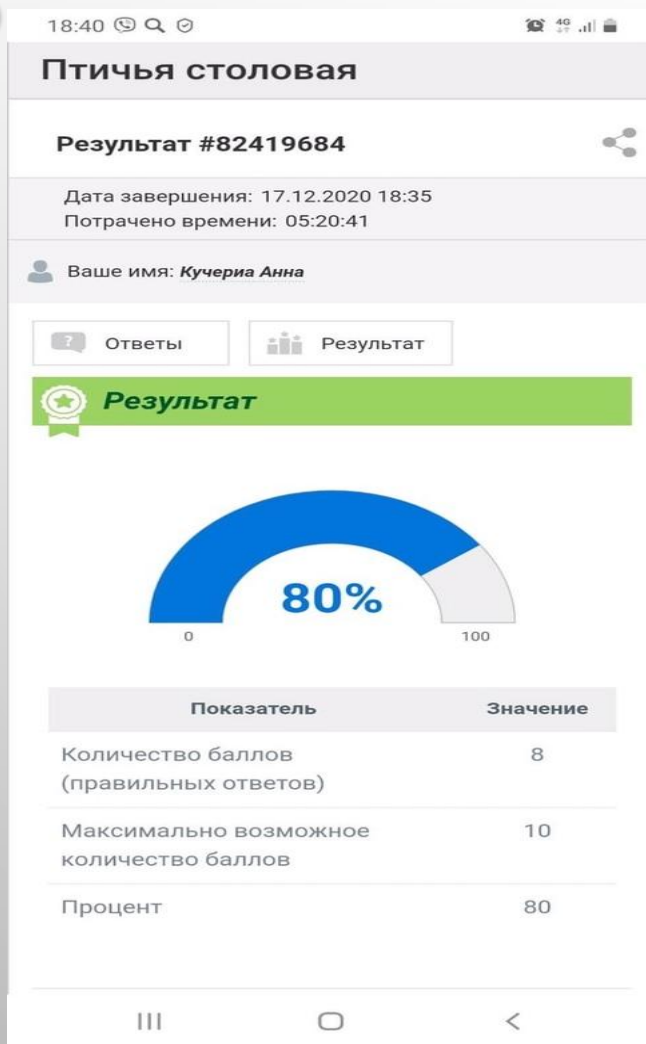 18:40
4G
Птичья столовая
Результат #82419684
Дата завершения: 17.12.2020 18:35
Потрачено времени: 05:20:41
Ваше имя: Кучериа Анна
? Ответы
Результат
Результат
80%
0
100
Показатель Значение
Количество баллов 8
(правильных ответов)
Максимально возможное 10
количество баллов
Процент 80